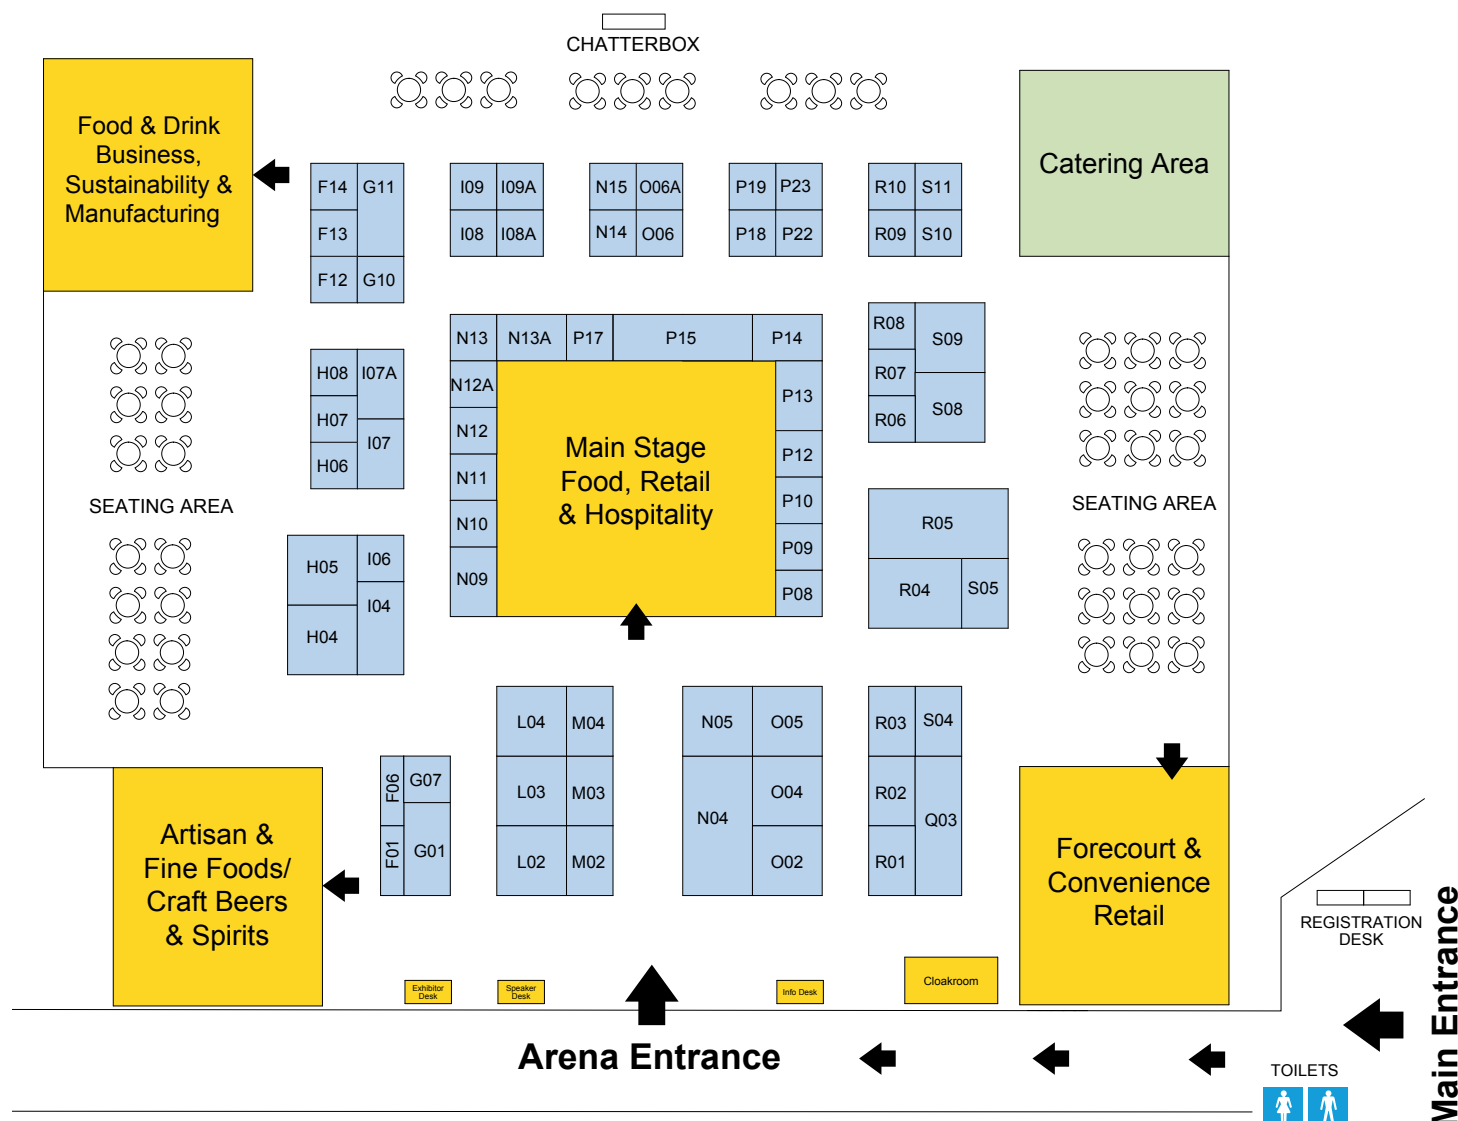 CHATTERBOX
Food & Drink
Business,
Sustainability &
Manufacturing
Catering Area
F14 G11
F13
F12 G10
I09 I09A
I08 I08A
N15 O06A
N14 O06
P19 P23
P18 P22
R10 S11
R09 S10
N13 N13A P17 P15 P14
N12A
N12
N11
N10
N09
P13
P12
P10
P09
P08
Main Stage
Food, Retail
& Hospitality
H08 I07A
H07
I07
H06
R08
S09
R07
S08
R06
SEATING AREA
SEATING AREA
H05 I06
I04
H04
R05
R04 S05
L04 M04
L03 M03
L02 M02
N05 O05
O04
N04
O02
R03 S04
R02
Q03
R01
F06 G07
F01 G01
Artisan &
Fine Foods/
Craft Beers
& Spirits
Forecourt &
Convenience
Retail
Exhibitor
Desk
Speaker
Desk
Info Desk
Cloakroom
REGISTRATION
DESK
Main Entrance
Arena Entrance
TOILETS